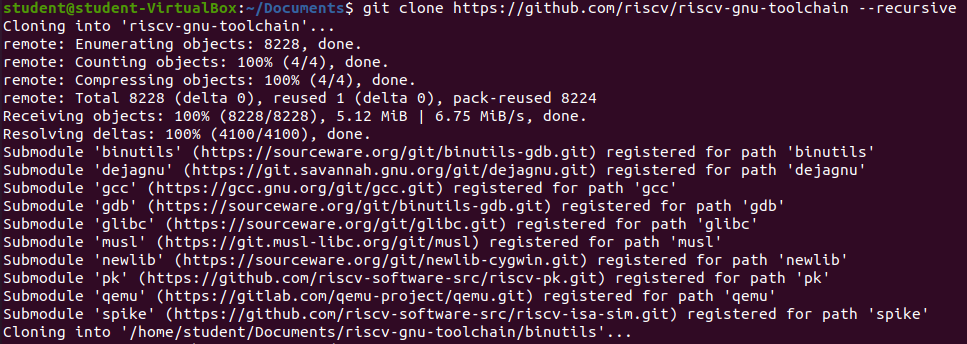 student@student-VirtualBox:~/Documents$ git clone https://github.com/riscv/riscv-gnu-toolchain --recursive
Cloning into 'riscv-gnu-toolchain'...
remote: Enumerating objects: 8228, done.
remote: Counting objects: 100% (4/4), done.
remote: Compressing objects: 100% (4/4), done.
remote: Total 8228 (delta 0), reused 1 (delta 0), pack-reused 8224
Receiving objects: 100% (8228/8228), 5.12 MiB | 6.75 MiB/s, done.
Resolving deltas: 100% (4100/4100), done.
Submodule 'binutils' (https://sourceware.org/git/binutils-gdb.git) registered for path 'binutils'
Submodule 'dejagnu' (https://git.savannah.gnu.org/git/dejagnu.git) registered for path 'dejagnu'
Submodule 'gcc' (https://gcc.gnu.org/git/gcc.git) registered for path 'gcc'
Submodule 'gdb' (https://sourceware.org/git/binutils-gdb.git) registered for path 'gdb'
Submodule 'glibc' (https://sourceware.org/git/glibc.git) registered for path 'glibc'
Submodule 'musl' (https://git.musl-libc.org/git/musl) registered for path 'musl'
Submodule 'newlib' (https://sourceware.org/git/newlib-cygwin.git) registered for path 'newlib'
Submodule 'pk' (https://github.com/riscv-software-src/riscv-pk.git) registered for path 'pk'
Submodule 'qemu' (https://gitlab.com/qemu-project/qemu.git) registered for path 'qemu'
Submodule 'spike' (https://github.com/riscv-software-src/riscv-isa-sim.git) registered for path 'spike'
Cloning into '/home/student/Documents/riscv-gnu-toolchain/binutils'...